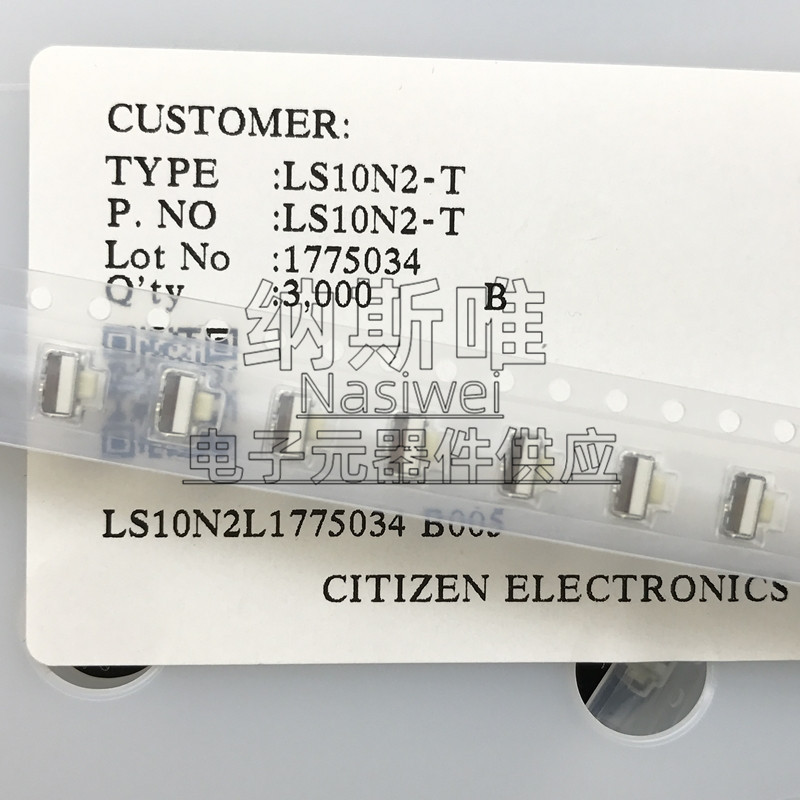 CUSTOMER:
TYPE :LS10N2-T
P. NO :LS10N2-T
Lot No :1775034
Q'ty :3,000 B
纳斯唯
Nasiwei
电子元器件供应
LS10N2L1775034 B005
CITIZEN ELECTRONICS